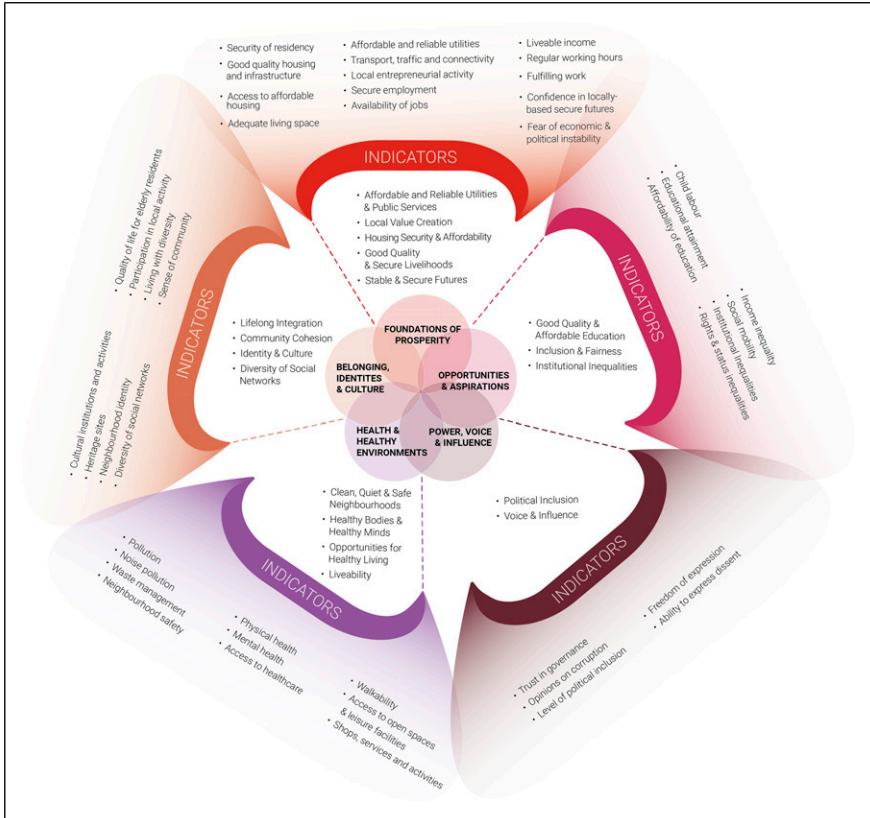 • Security of residency
• Good quality housing
and infrastructure
• Access to affordable
housing
• Adequate living space
• Affordable and reliable utilities
• Transport, traffic and connectivity
• Local entrepreneurial activity
• Secure employment
• Availability of jobs
• Liveable income
• Regular working hours
• Fulfilling work
• Confidence in locally-
based secure futures
• Fear of economic &
political instability
INDICATORS
• Affordable and Reliable Utilities
& Public Services
• Local Value Creation
• Housing Security & Affordability
• Good Quality
& Secure Livelihoods
• Stable & Secure Futures
• Child labour
• Educational attainment
• Affordability of education
• Income inequality
• Social mobility
• Institutional Inequalities
• Rights & status inequalities
INDICATORS
• Good Quality &
Affordable Education
• Inclusion & Fairness
• Institutional Inequalities
• Quality of life for elderly residents
• Participation in local activity
• Living with diversity
• Sense of community
• Cultural institutions and activities
• Heritage sites
• Neighbourhood identity
• Diversity of social networks
INDICATORS
• Lifelong Integration
• Community Cohesion
• Identity & Culture
• Diversity of Social
Networks
FOUNDATIONS OF
PROSPERITY
BELONGING,
IDENTITES
& CULTURE
OPPORTUNITIES
& ASPIRATIONS
HEALTH &
HEALTHY
ENVIRONMENTS
POWER, VOICE
& INFLUENCE
• Clean, Quiet & Safe
Neighbourhoods
• Healthy Bodies &
Healthy Minds
• Opportunities for
Healthy Living
• Liveability
INDICATORS
• Pollution
• Noise pollution
• Waste management
• Neighbourhood safety
• Physical health
• Mental health
• Access to healthcare
• Walkability
• Access to open spaces
& leisure facilities
• Shops, services and activities
• Political Inclusion
• Voice & Influence
INDICATORS
• Freedom of expression
• Ability to express dissent
• Trust in governance
• Opinions on corruption
• Level of political inclusion